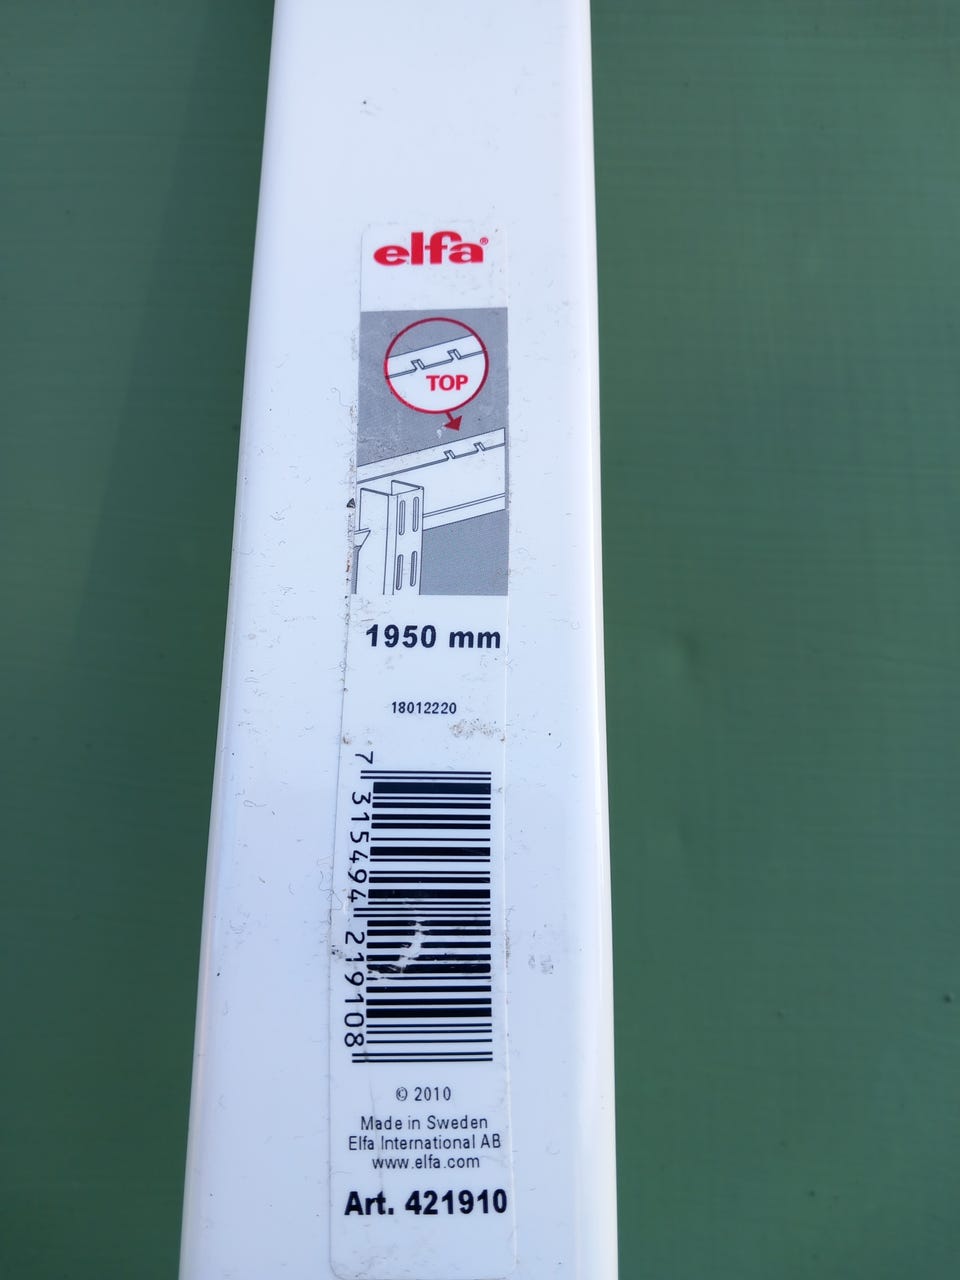 elfa®
TOP
1950 mm
18012220
7 315494 219108
© 2010
Made in Sweden
Elfa International AB
www.elfa.com
Art. 421910